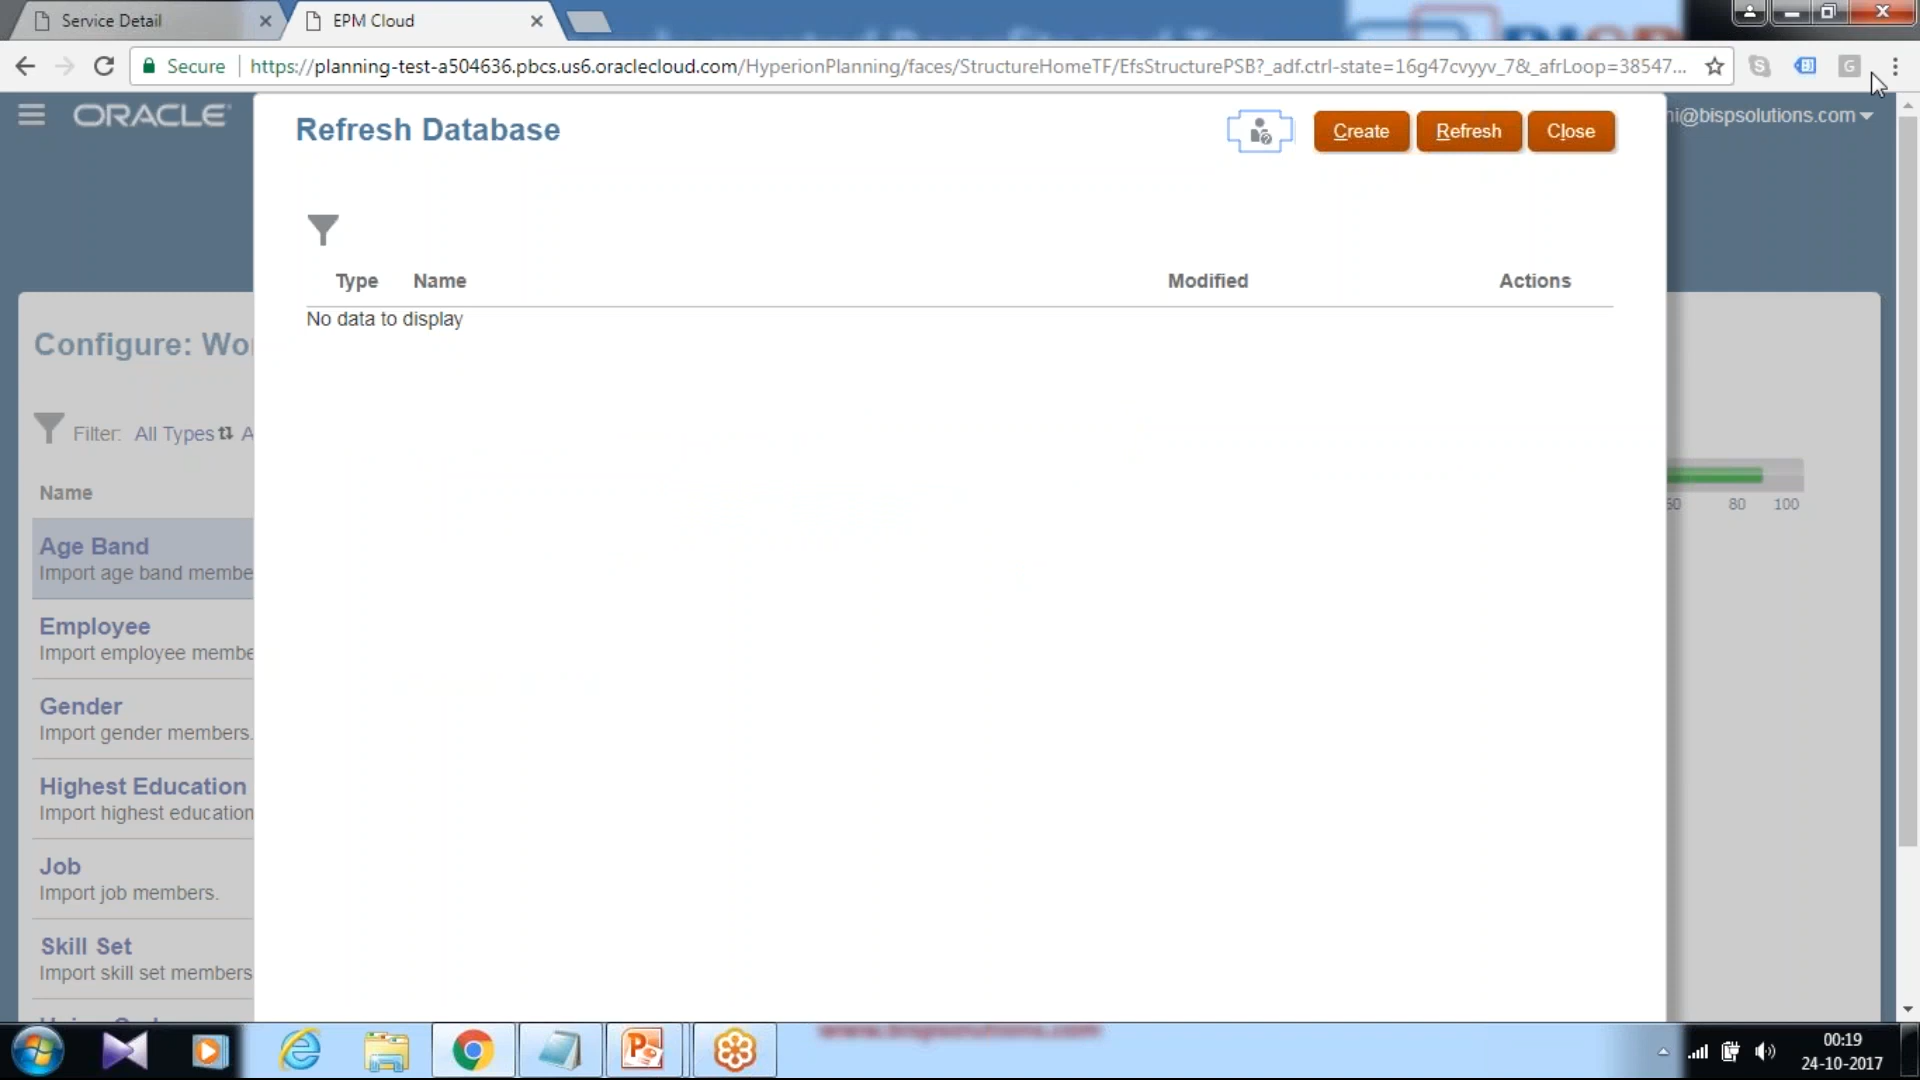 Service Detail
EPM Cloud
Secure
https://planning-test-a504636.pbcs.us6.oraclecloud.com/HyperionPlanning/faces/StructureHomeTF/EfsStructurePSB?_adf.ctrl-state=16g47cvyyv_7&_afrLoop=38547...
ORACLE
Refresh Database
Create
Refresh
Close
ni@bispsolutions.com
Type
Name
Modified
Actions
No data to display
Configure: Wo
Filter: All Types A
80
100
Name
Age Band
Import age band membe
Employee
Import employee membe
Gender
Import gender members.
Highest Education
Import highest education
Job
Import job members.
Skill Set
Import skill set members
www.bispsolutions.com
00:19
24-10-2017